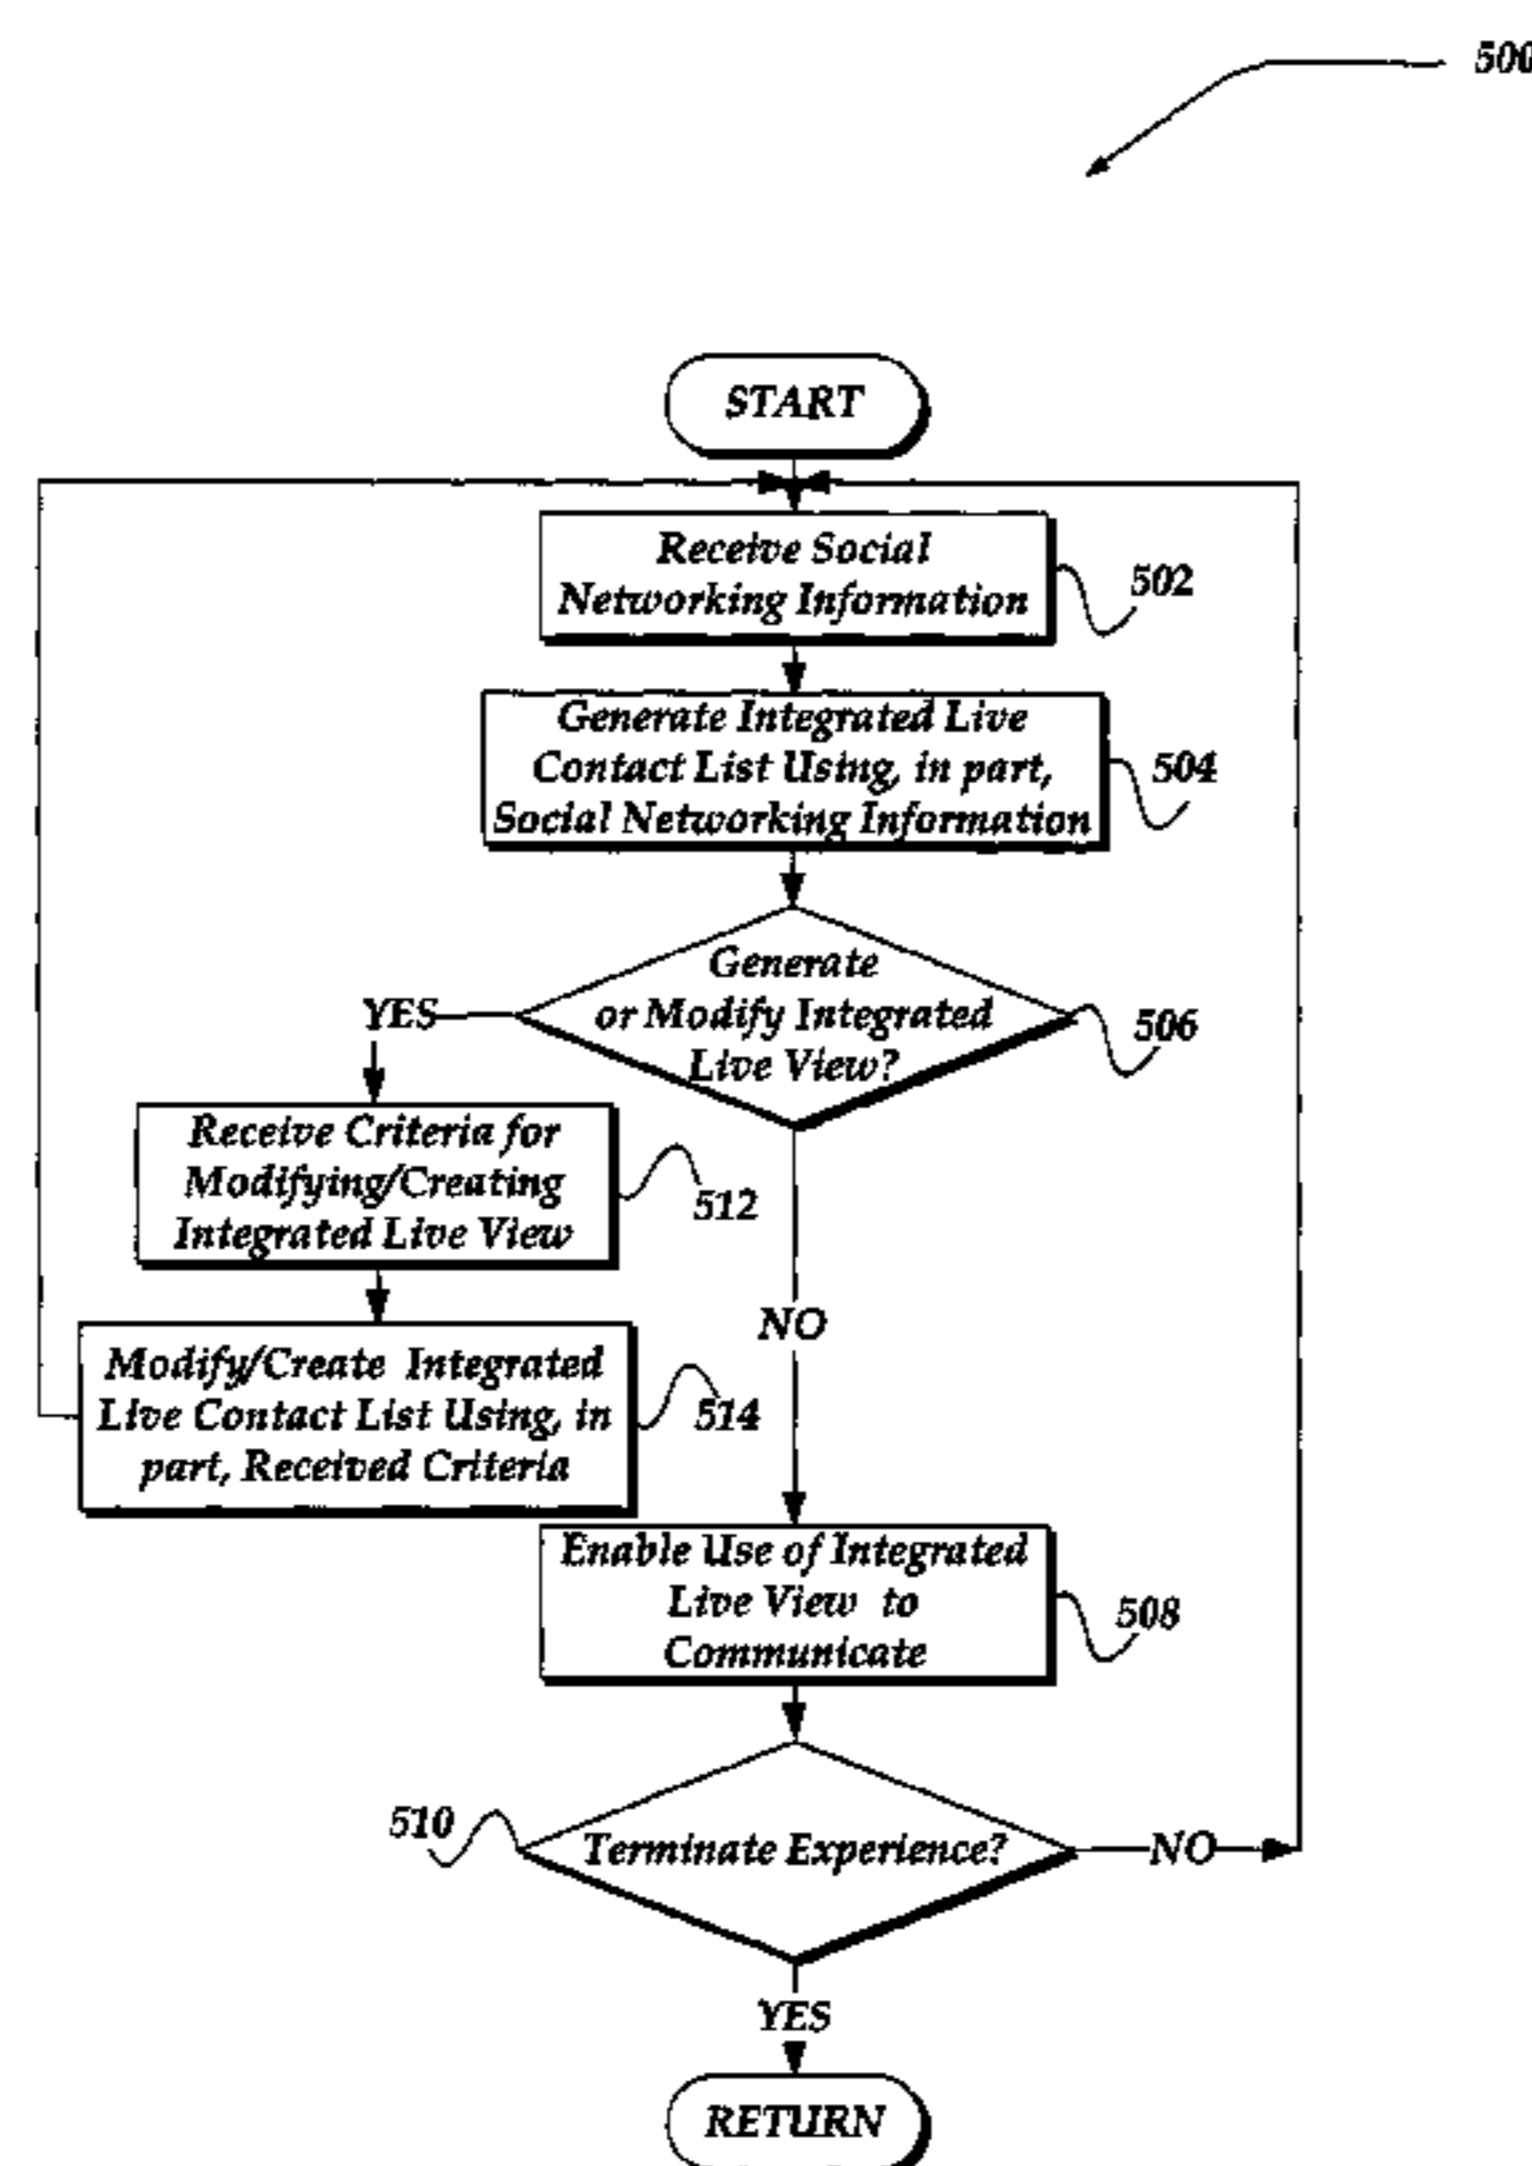 500
START
Receive Social
Networking Information
502
Generate Integrated Live
Contact List Using, in part,
Social Networking Information
504
Generate
or Modify Integrated
Live View?
506
YES
Receive Criteria for
Modifying/Creating
Integrated Live View
512
NO
Modify/Create Integrated
Live Contact List Using, in
part, Received Criteria
514
Enable Use of Integrated
Live View to
Communicate
508
510
Terminate Experience?
NO
YES
RETURN